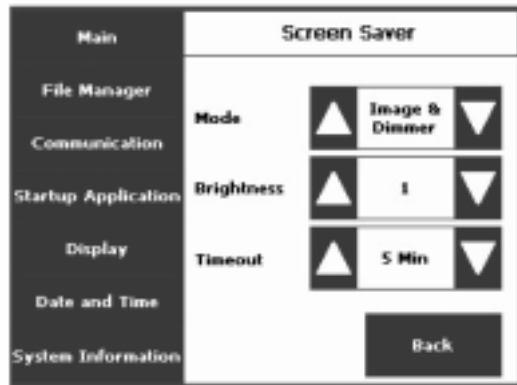 Main
File Manager
Communication
Startup Application
Display
Date and Time
System Information
Screen Saver
Mode
Image &
Dimmer
Brightness
1
Timeout
5 Min
Back